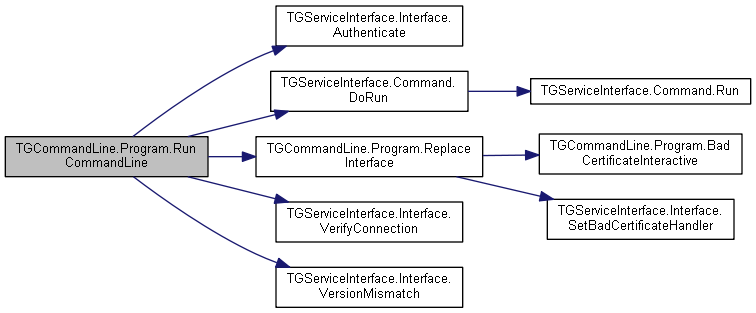 TGServiceInterface.Interface.
Authenticate
TGServiceInterface.Command.
DoRun
TGServiceInterface.Command.Run
TGCommandLine.Program.Run
CommandLine
TGCommandLine.Program.Replace
Interface
TGCommandLine.Program.Bad
CertificateInteractive
TGServiceInterface.Interface.
SetBadCertificateHandler
TGServiceInterface.Interface.
VerifyConnection
TGServiceInterface.Interface.
VersionMismatch